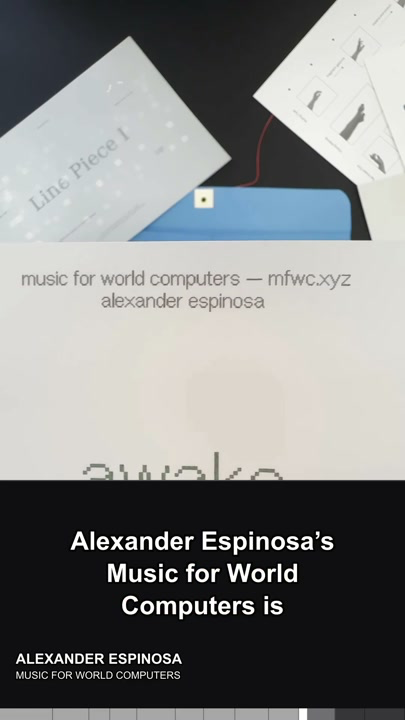 Line Piece I
music for world computers — mfwc.xyz
alexander espinosa
awake
Alexander Espinosa’s
Music for World
Computers is
ALEXANDER ESPINOSA
MUSIC FOR WORLD COMPUTERS